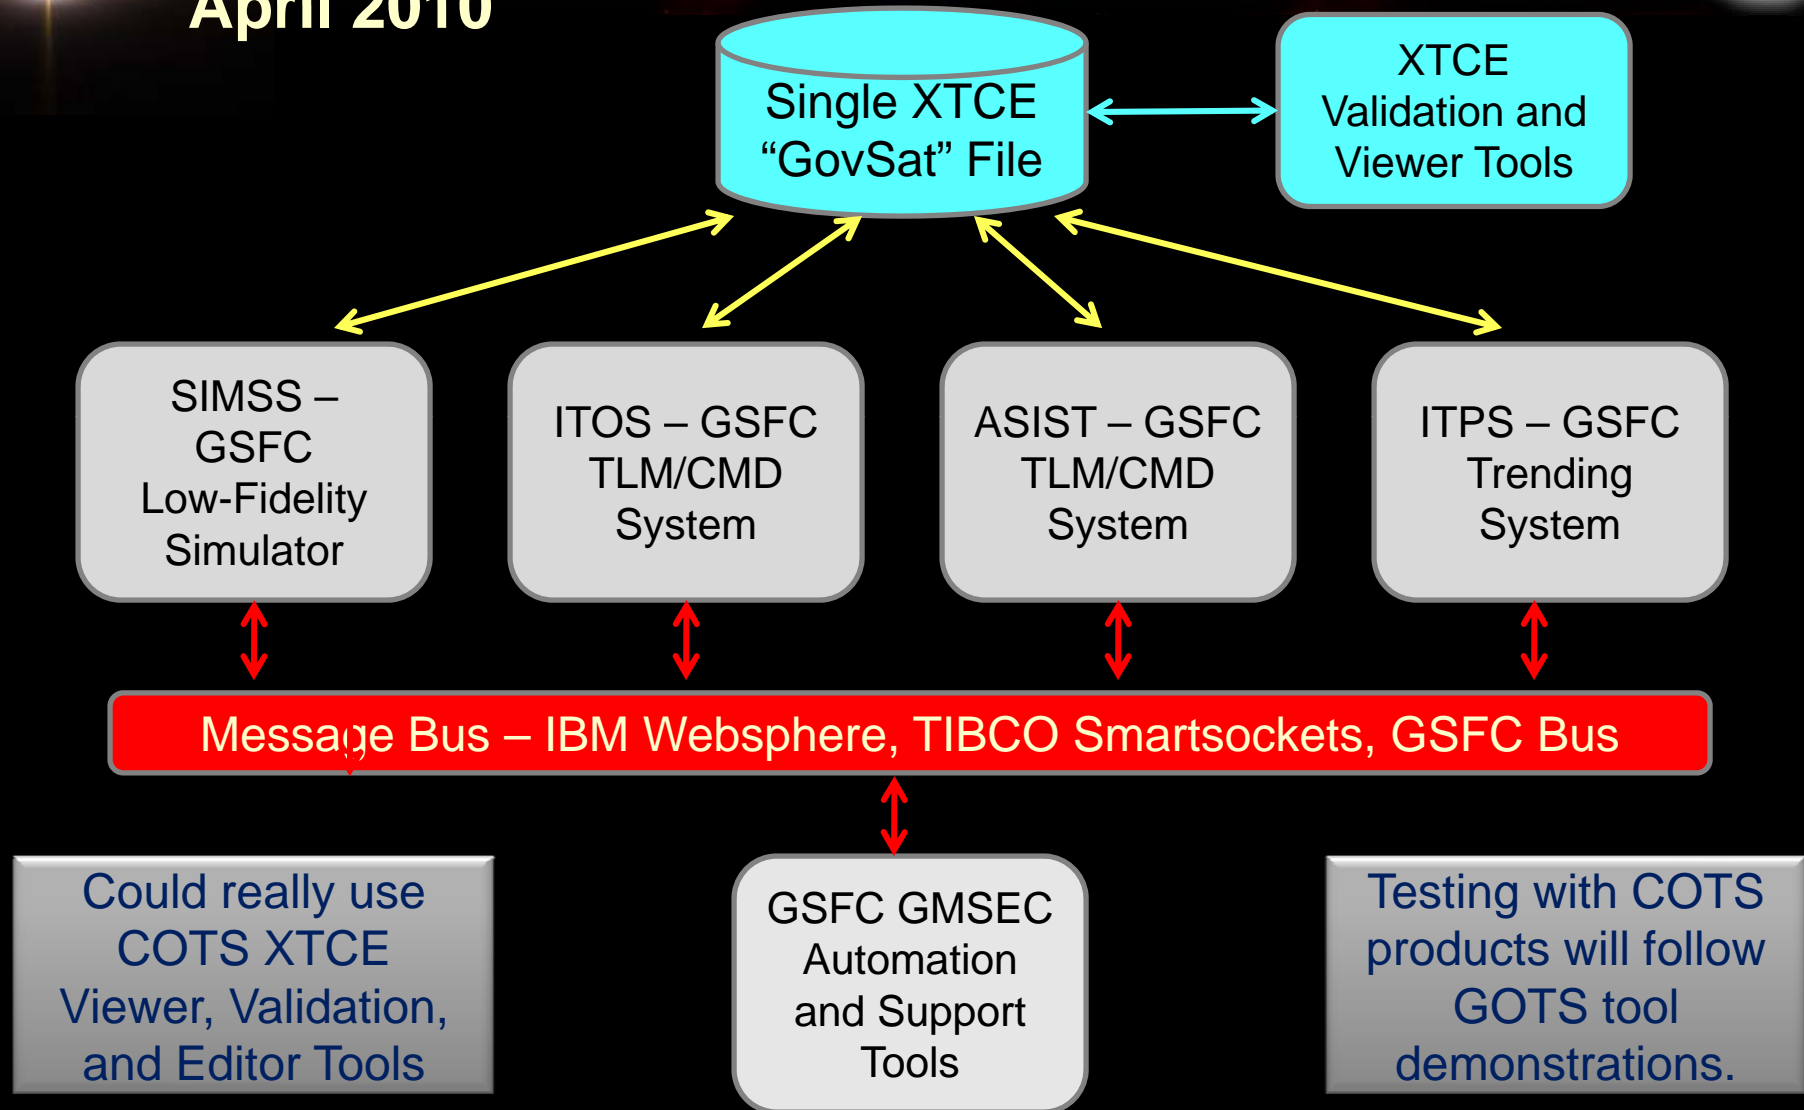 April 2010
Single XTCE
“GovSat” File
XTCE
Validation and
Viewer Tools
SIMSS –
GSFC
Low-Fidelity
Simulator
ITOS – GSFC
TLM/CMD
System
ASIST – GSFC
TLM/CMD
System
ITPS – GSFC
Trending
System
Message Bus – IBM Websphere, TIBCO Smartsockets, GSFC Bus
Could really use
COTS XTCE
Viewer, Validation,
and Editor Tools
GSFC GMSEC
Automation
and Support
Tools
Testing with COTS
products will follow
GOTS tool
demonstrations.